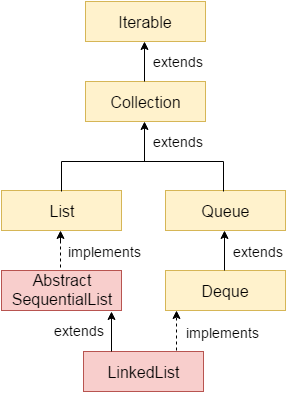 Iterable
extends
Collection
extends
List
Queue
implements
extends
Abstract
SequentialList
Deque
extends
implements
LinkedList